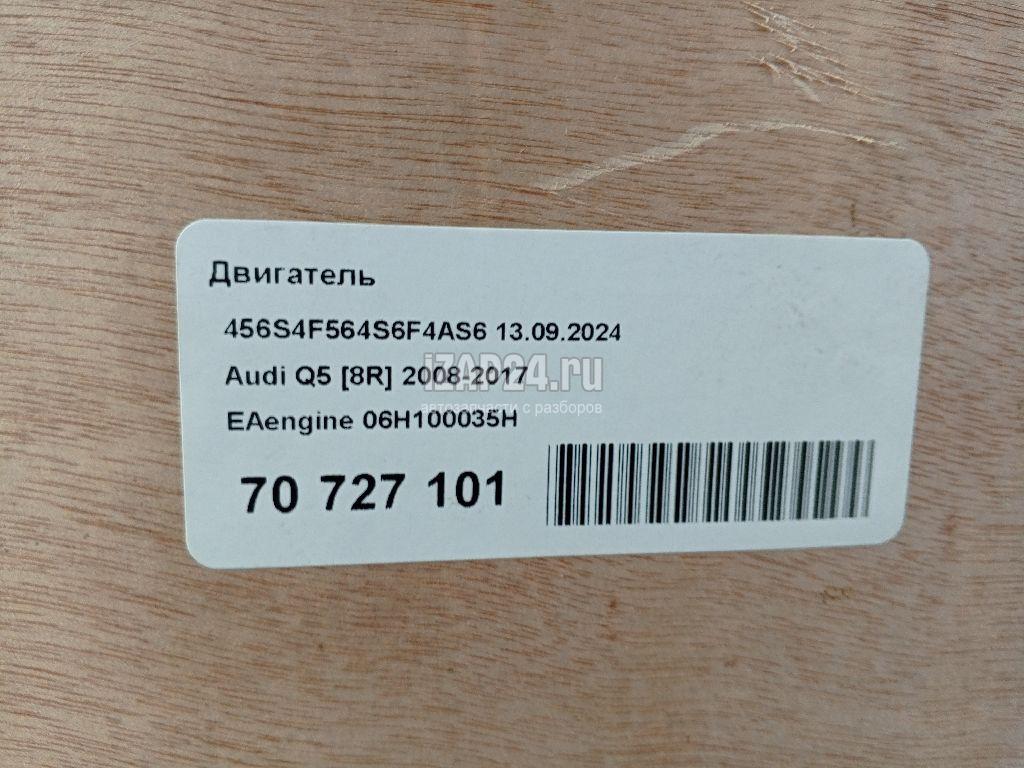 Двигатель
456S4F564S6F4AS6 13.09.2024
Audi Q5 [8R] 2008-2017
iZAP24.ru
автозапчасти с разборов
EAengine 06H100035H
70 727 101